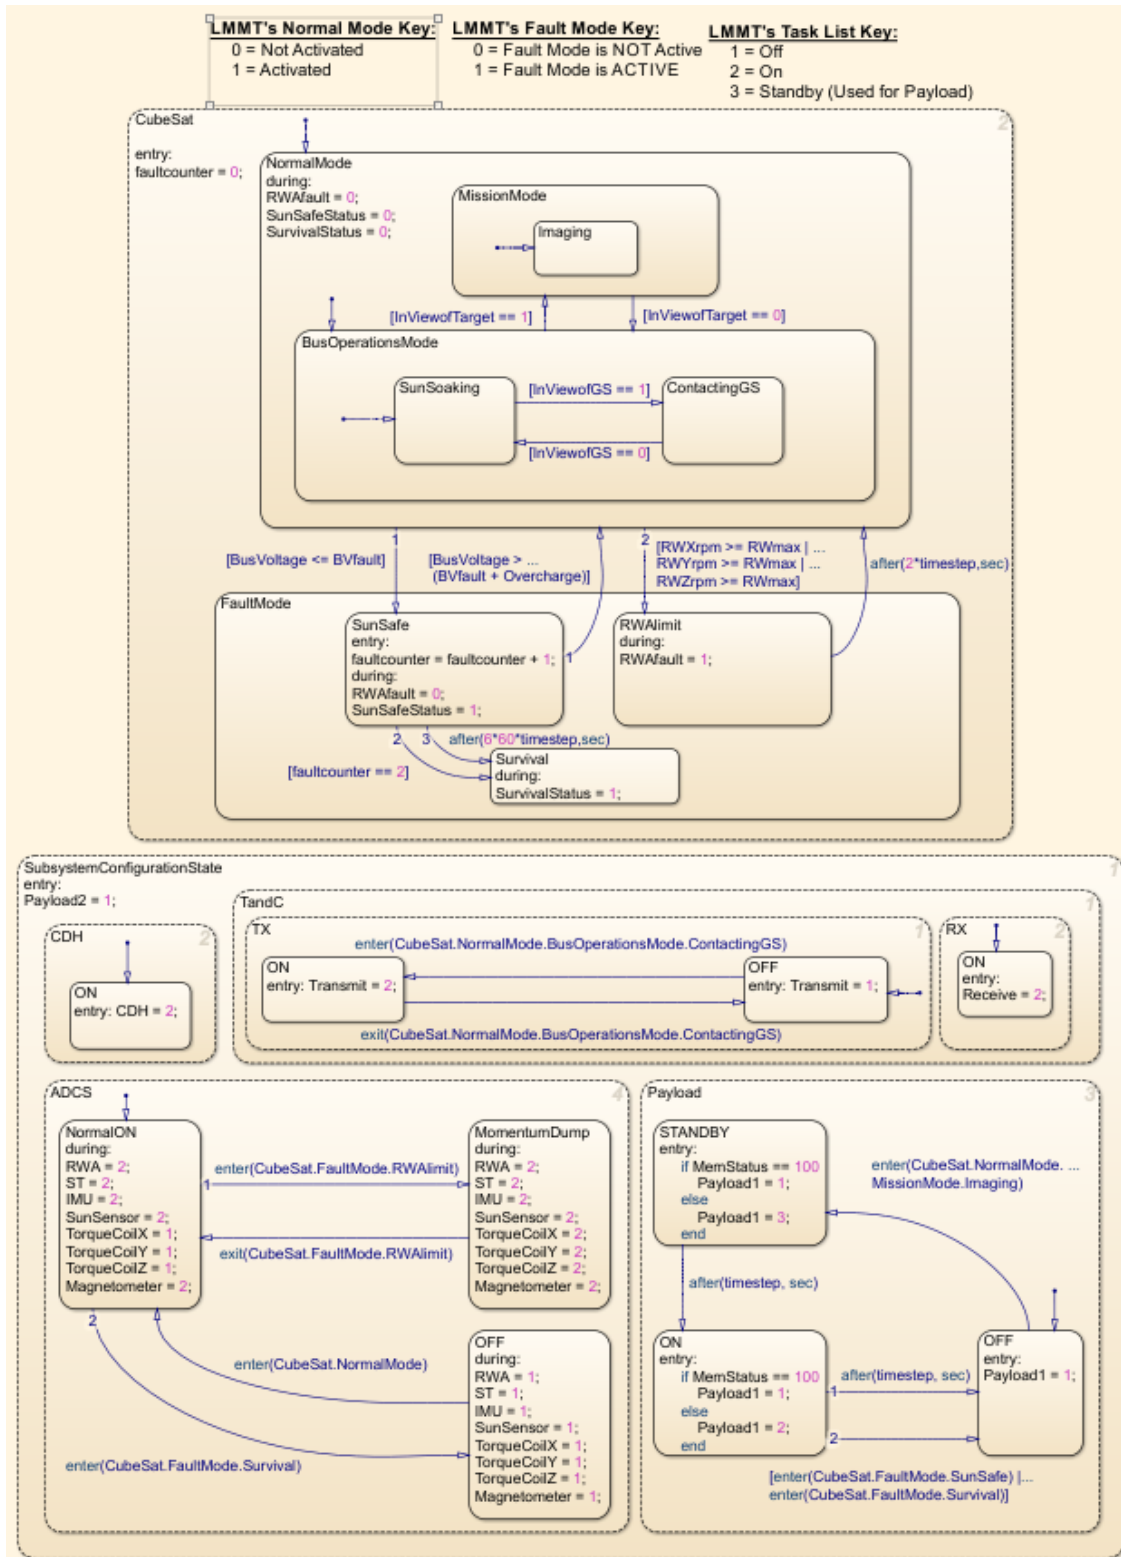 LMMT's Normal Mode Key:
0 = Not Activated
1 = Activated
LMMT's Fault Mode Key:
0 = Fault Mode is NOT Active
1 = Fault Mode is ACTIVE
LMMT's Task List Key:
1 = Off
2 = On
3 = Standby (Used for Payload)
CubeSat
2
entry:
faultcounter = 0;
NormalMode
during:
RWAfault = 0;
SunSafeStatus = 0;
SurvivalStatus = 0;
MissionMode
Imaging
[InViewofTarget == 1]
[InViewofTarget == 0]
BusOperationsMode
SunSoaking
[InViewofGS == 1]
ContactingGS
[InViewofGS == 0]
1
[BusVoltage <= BVfault]
[BusVoltage > ...
(BVfault + Overcharge)]
2
[RWXrpm >= RWmax | ...
RWYrpm >= RWmax | ...
RWZrpm >= RWmax]
after(2*timestep,sec)
FaultMode
SunSafe
entry:
faultcounter = faultcounter + 1;
during:
RWAfault = 0;
SunSafeStatus = 1;
1
RWAlimit
during:
RWAfault = 1;
2
3
after(6*60*timestep,sec)
[faultcounter == 2]
Survival
during:
SurvivalStatus = 1;
SubsystemConfigurationState
1
entry:
Payload2 = 1;
CDH
2
ON
entry: CDH = 2;
TandC
1
TX
1
enter(CubeSat.NormalMode.BusOperationsMode.ContactingGS)
ON
entry: Transmit = 2;
OFF
entry: Transmit = 1;
exit(CubeSat.NormalMode.BusOperationsMode.ContactingGS)
RX
2
ON
entry:
Receive = 2;
ADCS
4
NormalON
during:
RWA = 2;
ST = 2;
IMU = 2;
SunSensor = 2;
TorqueCoilX = 1;
TorqueCoilY = 1;
TorqueCoilZ = 1;
Magnetometer = 2;
enter(CubeSat.FaultMode.RWAlimit)
1
exit(CubeSat.FaultMode.RWAlimit)
MomentumDump
during:
RWA = 2;
ST = 2;
IMU = 2;
SunSensor = 2;
TorqueCoilX = 2;
TorqueCoilY = 2;
TorqueCoilZ = 2;
Magnetometer = 2;
2
enter(CubeSat.NormalMode)
enter(CubeSat.FaultMode.Survival)
OFF
during:
RWA = 1;
ST = 1;
IMU = 1;
SunSensor = 1;
TorqueCoilX = 1;
TorqueCoilY = 1;
TorqueCoilZ = 1;
Magnetometer = 1;
Payload
3
STANDBY
entry:
if MemStatus == 100
Payload1 = 1;
else
Payload1 = 3;
end
enter(CubeSat.NormalMode. ...
MissionMode.Imaging)
after(timestep, sec)
ON
entry:
if MemStatus == 100
Payload1 = 1;
else
Payload1 = 2;
end
after(timestep, sec)
1
2
OFF
entry:
Payload1 = 1;
[enter(CubeSat.FaultMode.SunSafe) |...
enter(CubeSat.FaultMode.Survival)]